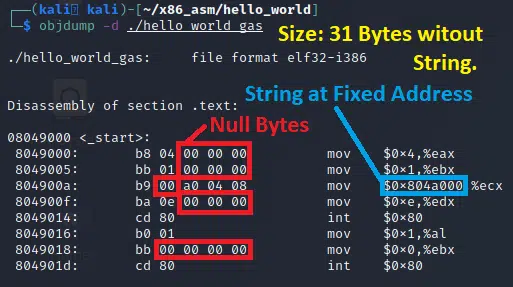 ┌──(kali㉿ kali)-[~/x86_asm/hello_world]
└─$ objdump -d ./hello_world_gas
Size: 31 Bytes witout
String.
./hello_world_gas:     file format elf32-i386
Disassembly of section .text:
String at Fixed Address
Null Bytes
08049000 <_start>:
8049000:	b8 04 00 00 00	mov	$0×4,%eax
8049005:	bb 01 00 00 00	mov	$0×1,%ebx
804900a:	b9 00 a0 04 08	mov	$0×804a000 %ecx
804900f:	ba 0e 00 00 00	mov	$0×e,%edx
8049014:	cd 80	int	$0×80
8049016:	b0 01	mov	$0×1,%al
8049018:	bb 00 00 00 00	mov	$0×0,%ebx
804901d:	cd 80	int	$0×80